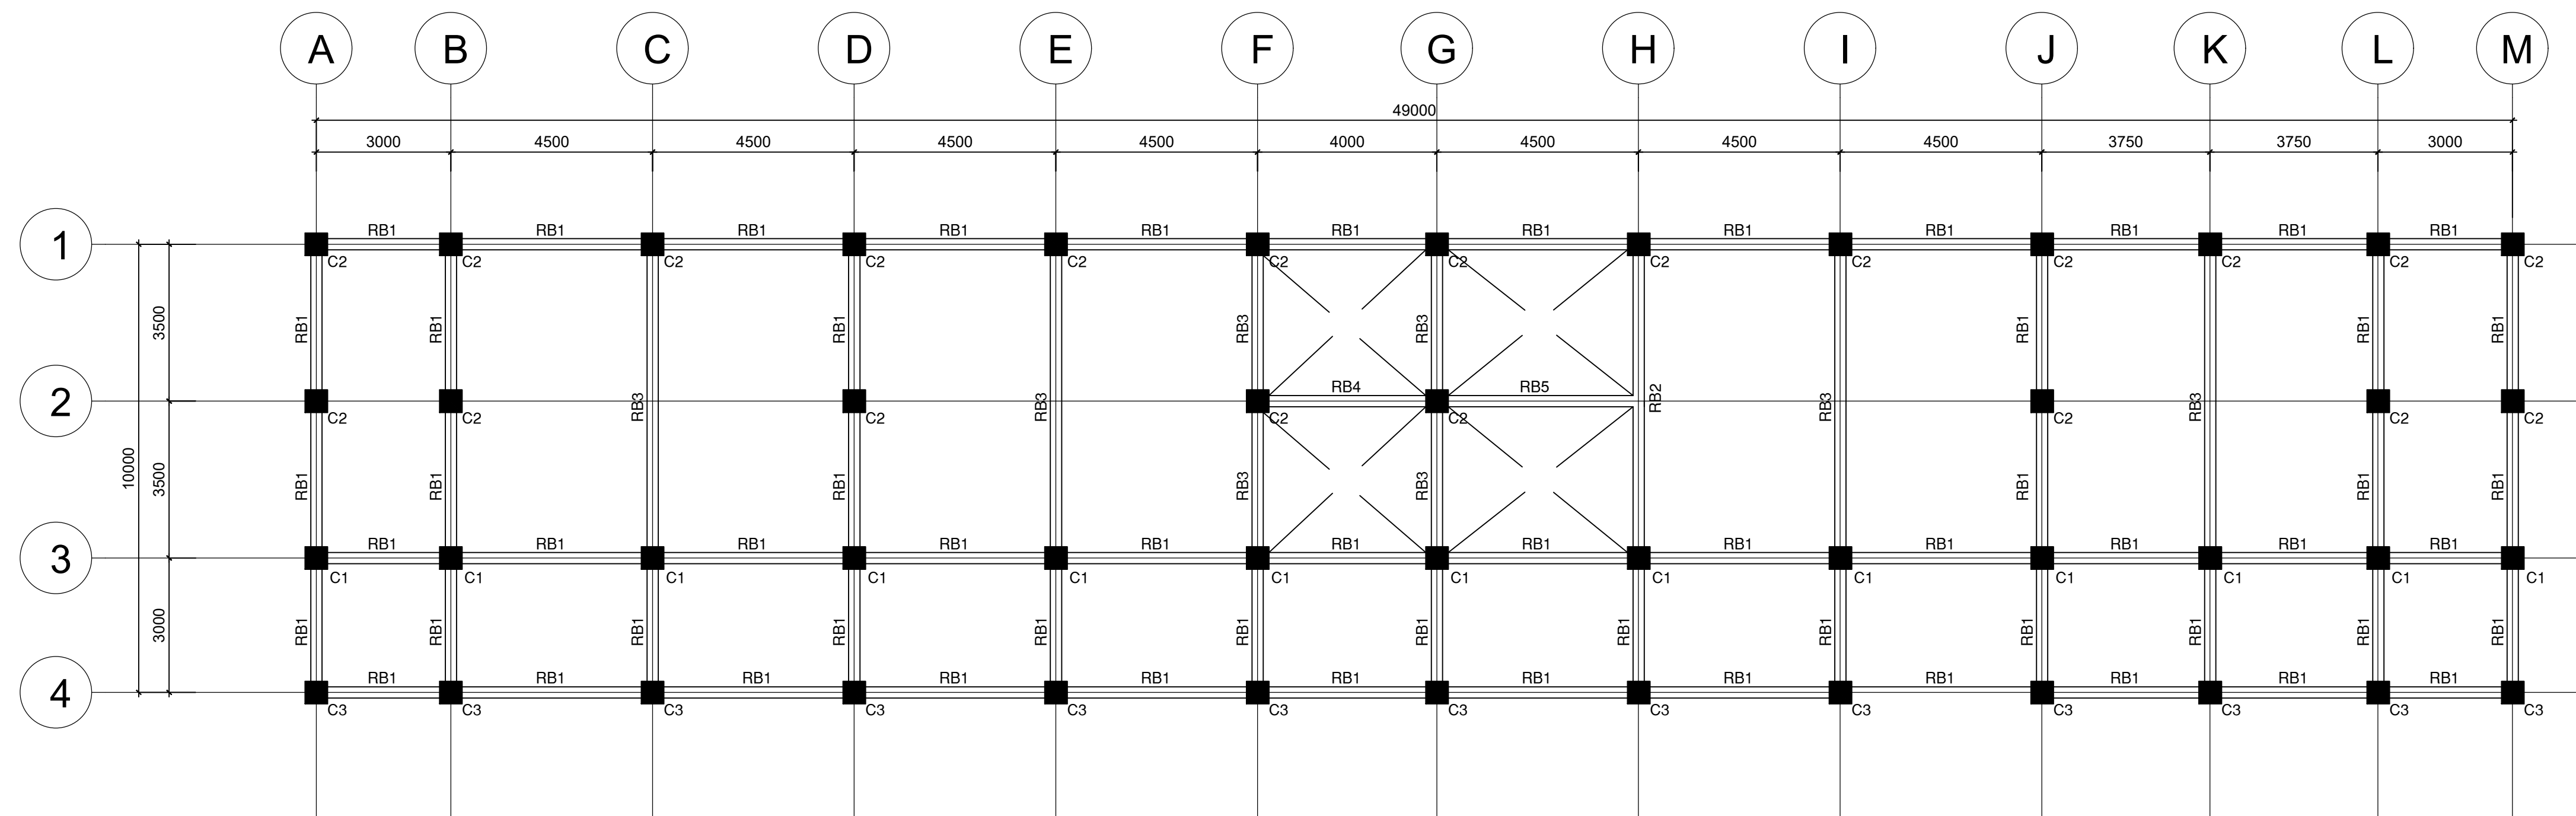 A B C D E F G H I J K L M
49000
3000 4500 4500 4500 4500 4000 4500 4500 4500 3750 3750 3000
RB1 RB1 RB1 RB1 RB1 RB1 RB1 RB1 RB1 RB1 RB1 RB1
1
C2 C2 C2 C2 C2 C2 C2 C2 C2 C2 C2 C2 C2
3500 RB1 RB1 RB1 RB3 RB3 RB1 RB1 RB1
RB4 RB5
2 RB3 RB3 RB2 RB3 RB3
C2 C2 C2 C2 C2 C2 C2 C2
10000 3500 RB1 RB1 RB1 RB3 RB3 RB1 RB1 RB1
RB1 RB1 RB1 RB1 RB1 RB1 RB1 RB1 RB1 RB1 RB1 RB1
3
C1 C1 C1 C1 C1 C1 C1 C1 C1 C1 C1 C1 C1
3000 RB1 RB1 RB1 RB1 RB1 RB1 RB1 RB1 RB1 RB1 RB1 RB1 RB1
RB1 RB1 RB1 RB1 RB1 RB1 RB1 RB1 RB1 RB1 RB1 RB1
4
C3 C3 C3 C3 C3 C3 C3 C3 C3 C3 C3 C3 C3